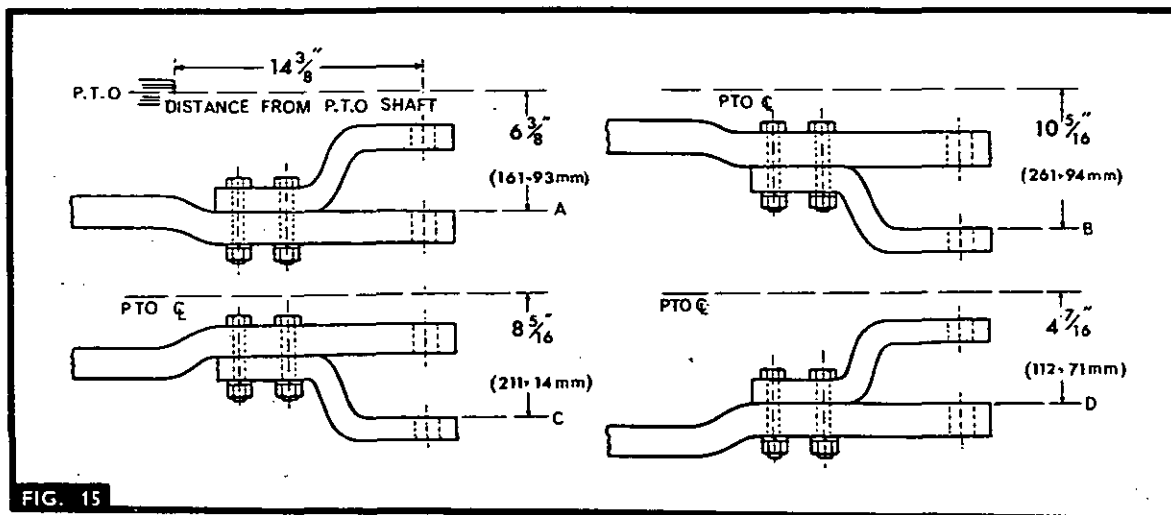 14 3/8"
P.T.O
DISTANCE FROM P.T.O SHAFT
6 3/8"
(161.93mm)
A
PTO ℄
10 5/16"
(261.94mm)
B
PTO ℄
8 5/16"
(211.14mm)
C
PTO ℄
4 7/16"
(112.71mm)
D
FIG. 15